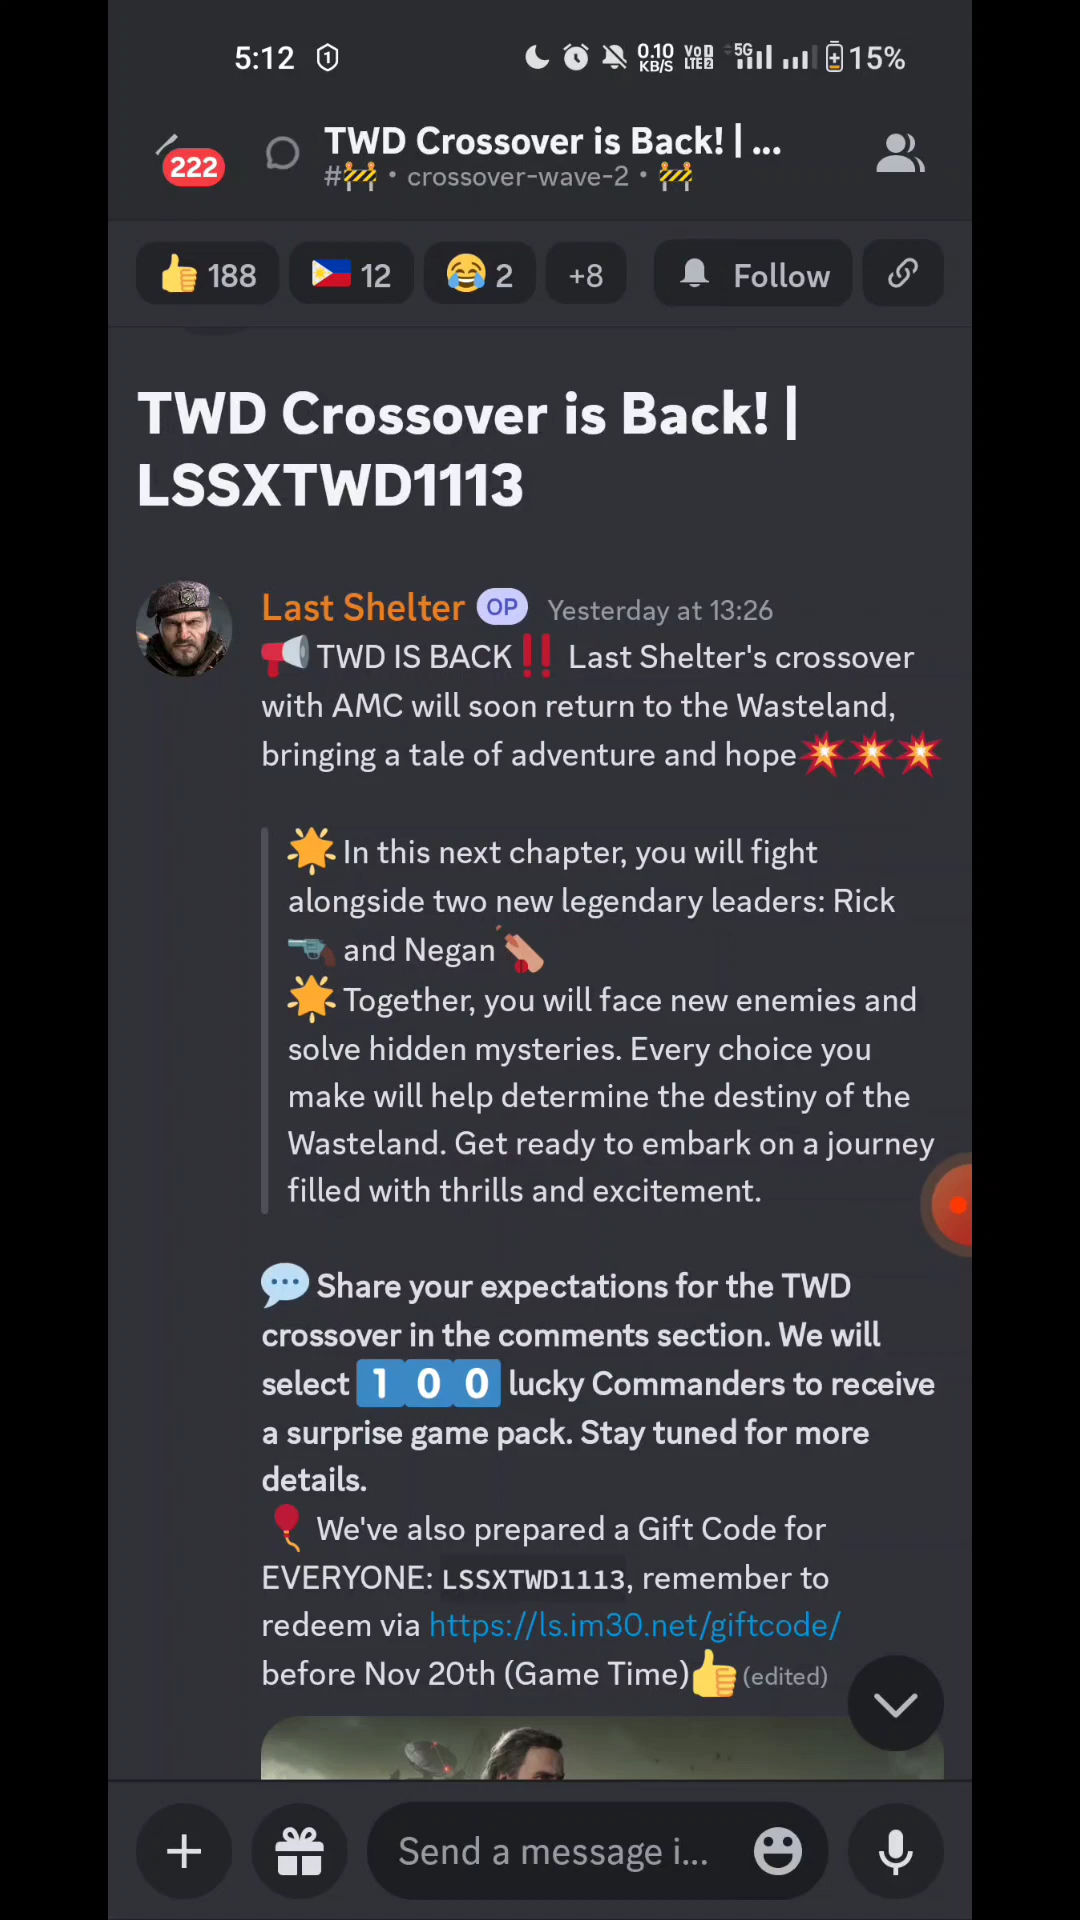 5:12 1 0.10 KB/S VoD LTE2 5G 15%
222 TWD Crossover is Back! | ...
#🚧 • crossover-wave-2 • 🚧
👍 188 🇵🇭 12 😂 2 +8 Follow
TWD Crossover is Back! |
LSSXTWD1113
Last Shelter OP Yesterday at 13:26
📢TWD IS BACK‼️ Last Shelter's crossover
with AMC will soon return to the Wasteland,
bringing a tale of adventure and hope💥💥💥
🌟In this next chapter, you will fight
alongside two new legendary leaders: Rick
and Negan
🌟Together, you will face new enemies and
solve hidden mysteries. Every choice you
make will help determine the destiny of the
Wasteland. Get ready to embark on a journey
filled with thrills and excitement.
💬Share your expectations for the TWD
crossover in the comments section. We will
select 1️⃣0️⃣0️⃣ lucky Commanders to receive
a surprise game pack. Stay tuned for more
details.
🎈 We've also prepared a Gift Code for
EVERYONE: LSSXTWD1113, remember to
redeem via https://ls.im30.net/giftcode/
before Nov 20th (Game Time)👍(edited)
Send a message i...